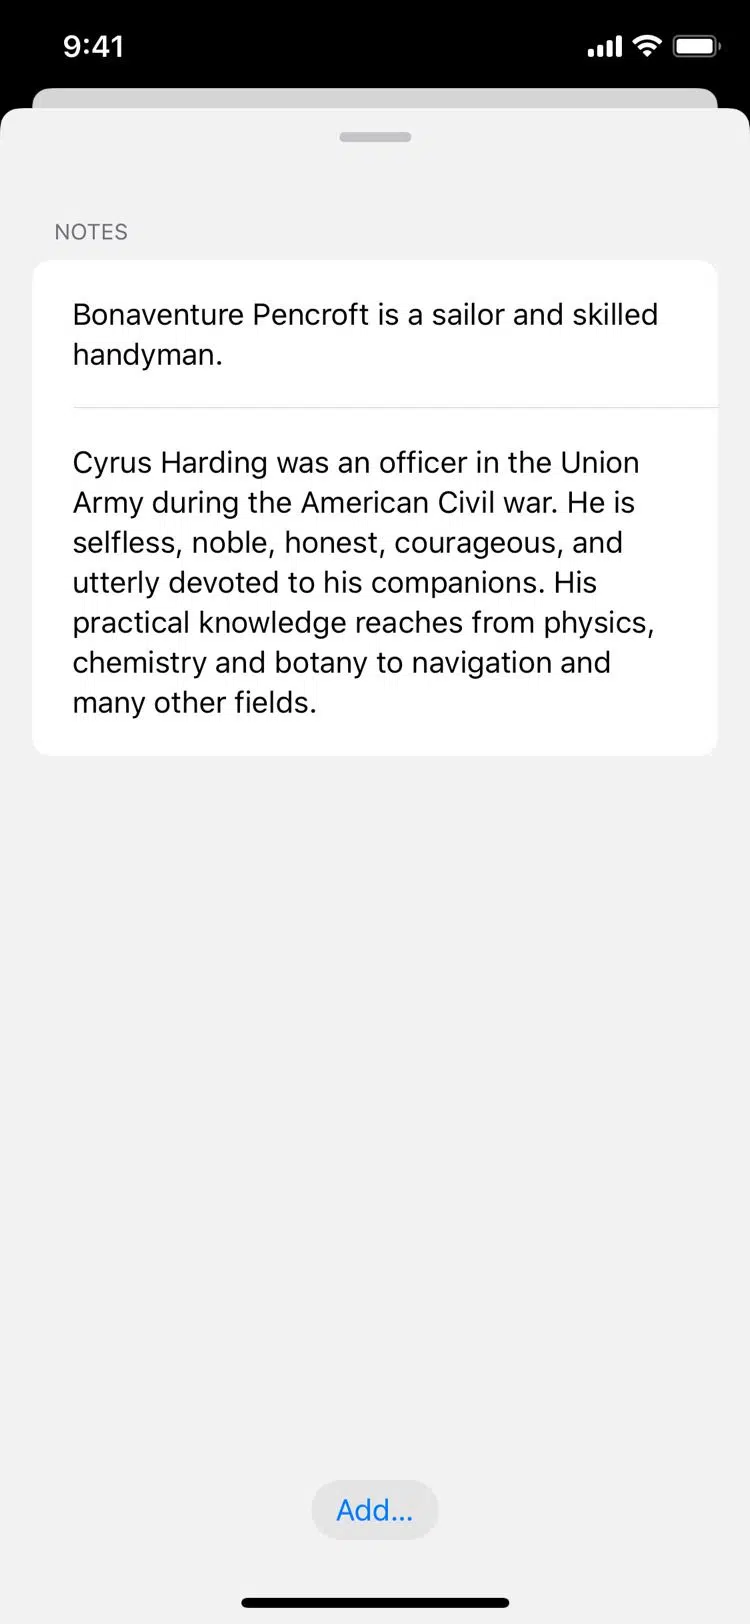 9:41
NOTES
Bonaventure Pencroft is a sailor and skilled
handyman.
Cyrus Harding was an officer in the Union
Army during the American Civil war. He is
selfless, noble, honest, courageous, and
utterly devoted to his companions. His
practical knowledge reaches from physics,
chemistry and botany to navigation and
many other fields.
Add...